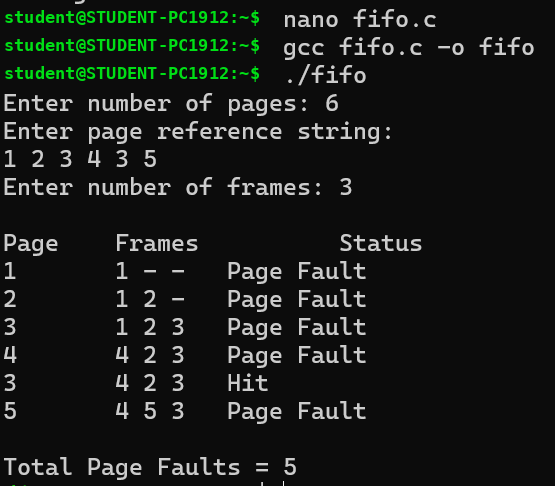 student@STUDENT-PC1912:~$ nano fifo.c
student@STUDENT-PC1912:~$ gcc fifo.c -o fifo
student@STUDENT-PC1912:~$ ./fifo
Enter number of pages: 6
Enter page reference string:
1 2 3 4 3 5
Enter number of frames: 3
Page Frames Status
1 1 - - Page Fault
2 1 2 - Page Fault
3 1 2 3 Page Fault
4 4 2 3 Page Fault
3 4 2 3 Hit
5 4 5 3 Page Fault
Total Page Faults = 5